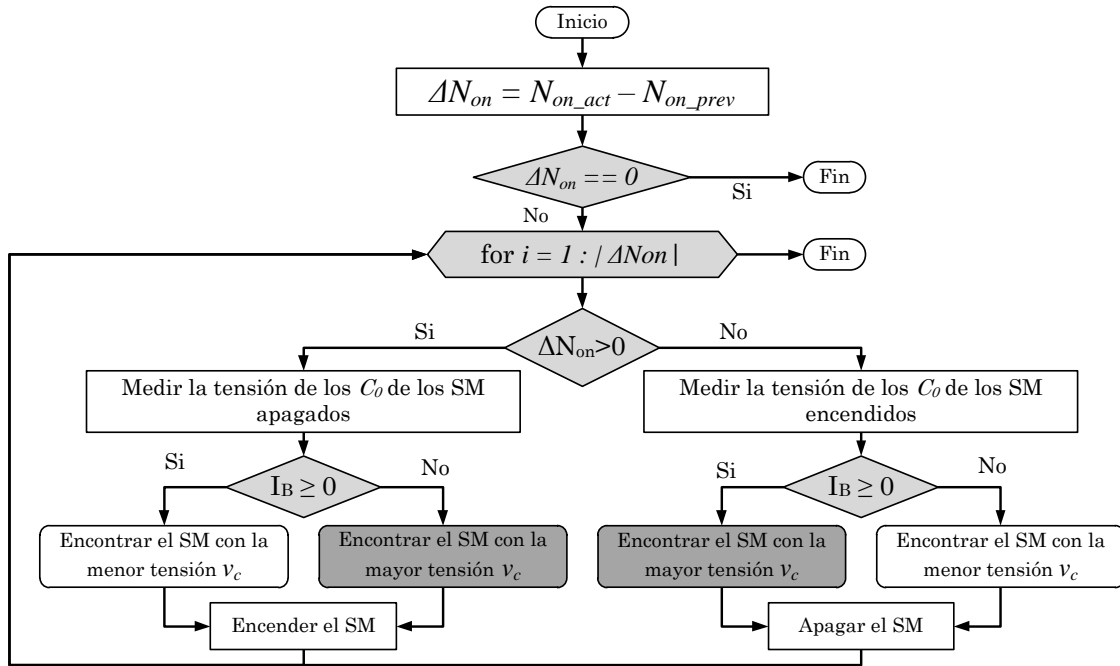 Inicio
ΔN_on = N_on_act – N_on_prev
ΔN_on == 0
Si
Fin
No
for i = 1 : |ΔNon|
Fin
Si
ΔN_on>0
No
Medir la tensión de los C_0 de los SM
apagados
Medir la tensión de los C_0 de los SM
encendidos
Si
I_B ≥ 0
No
Si
I_B ≥ 0
No
Encontrar el SM con la
menor tensión v_c
Encontrar el SM con la
mayor tensión v_c
Encontrar el SM con la
mayor tensión v_c
Encontrar el SM con la
menor tensión v_c
Encender el SM
Apagar el SM